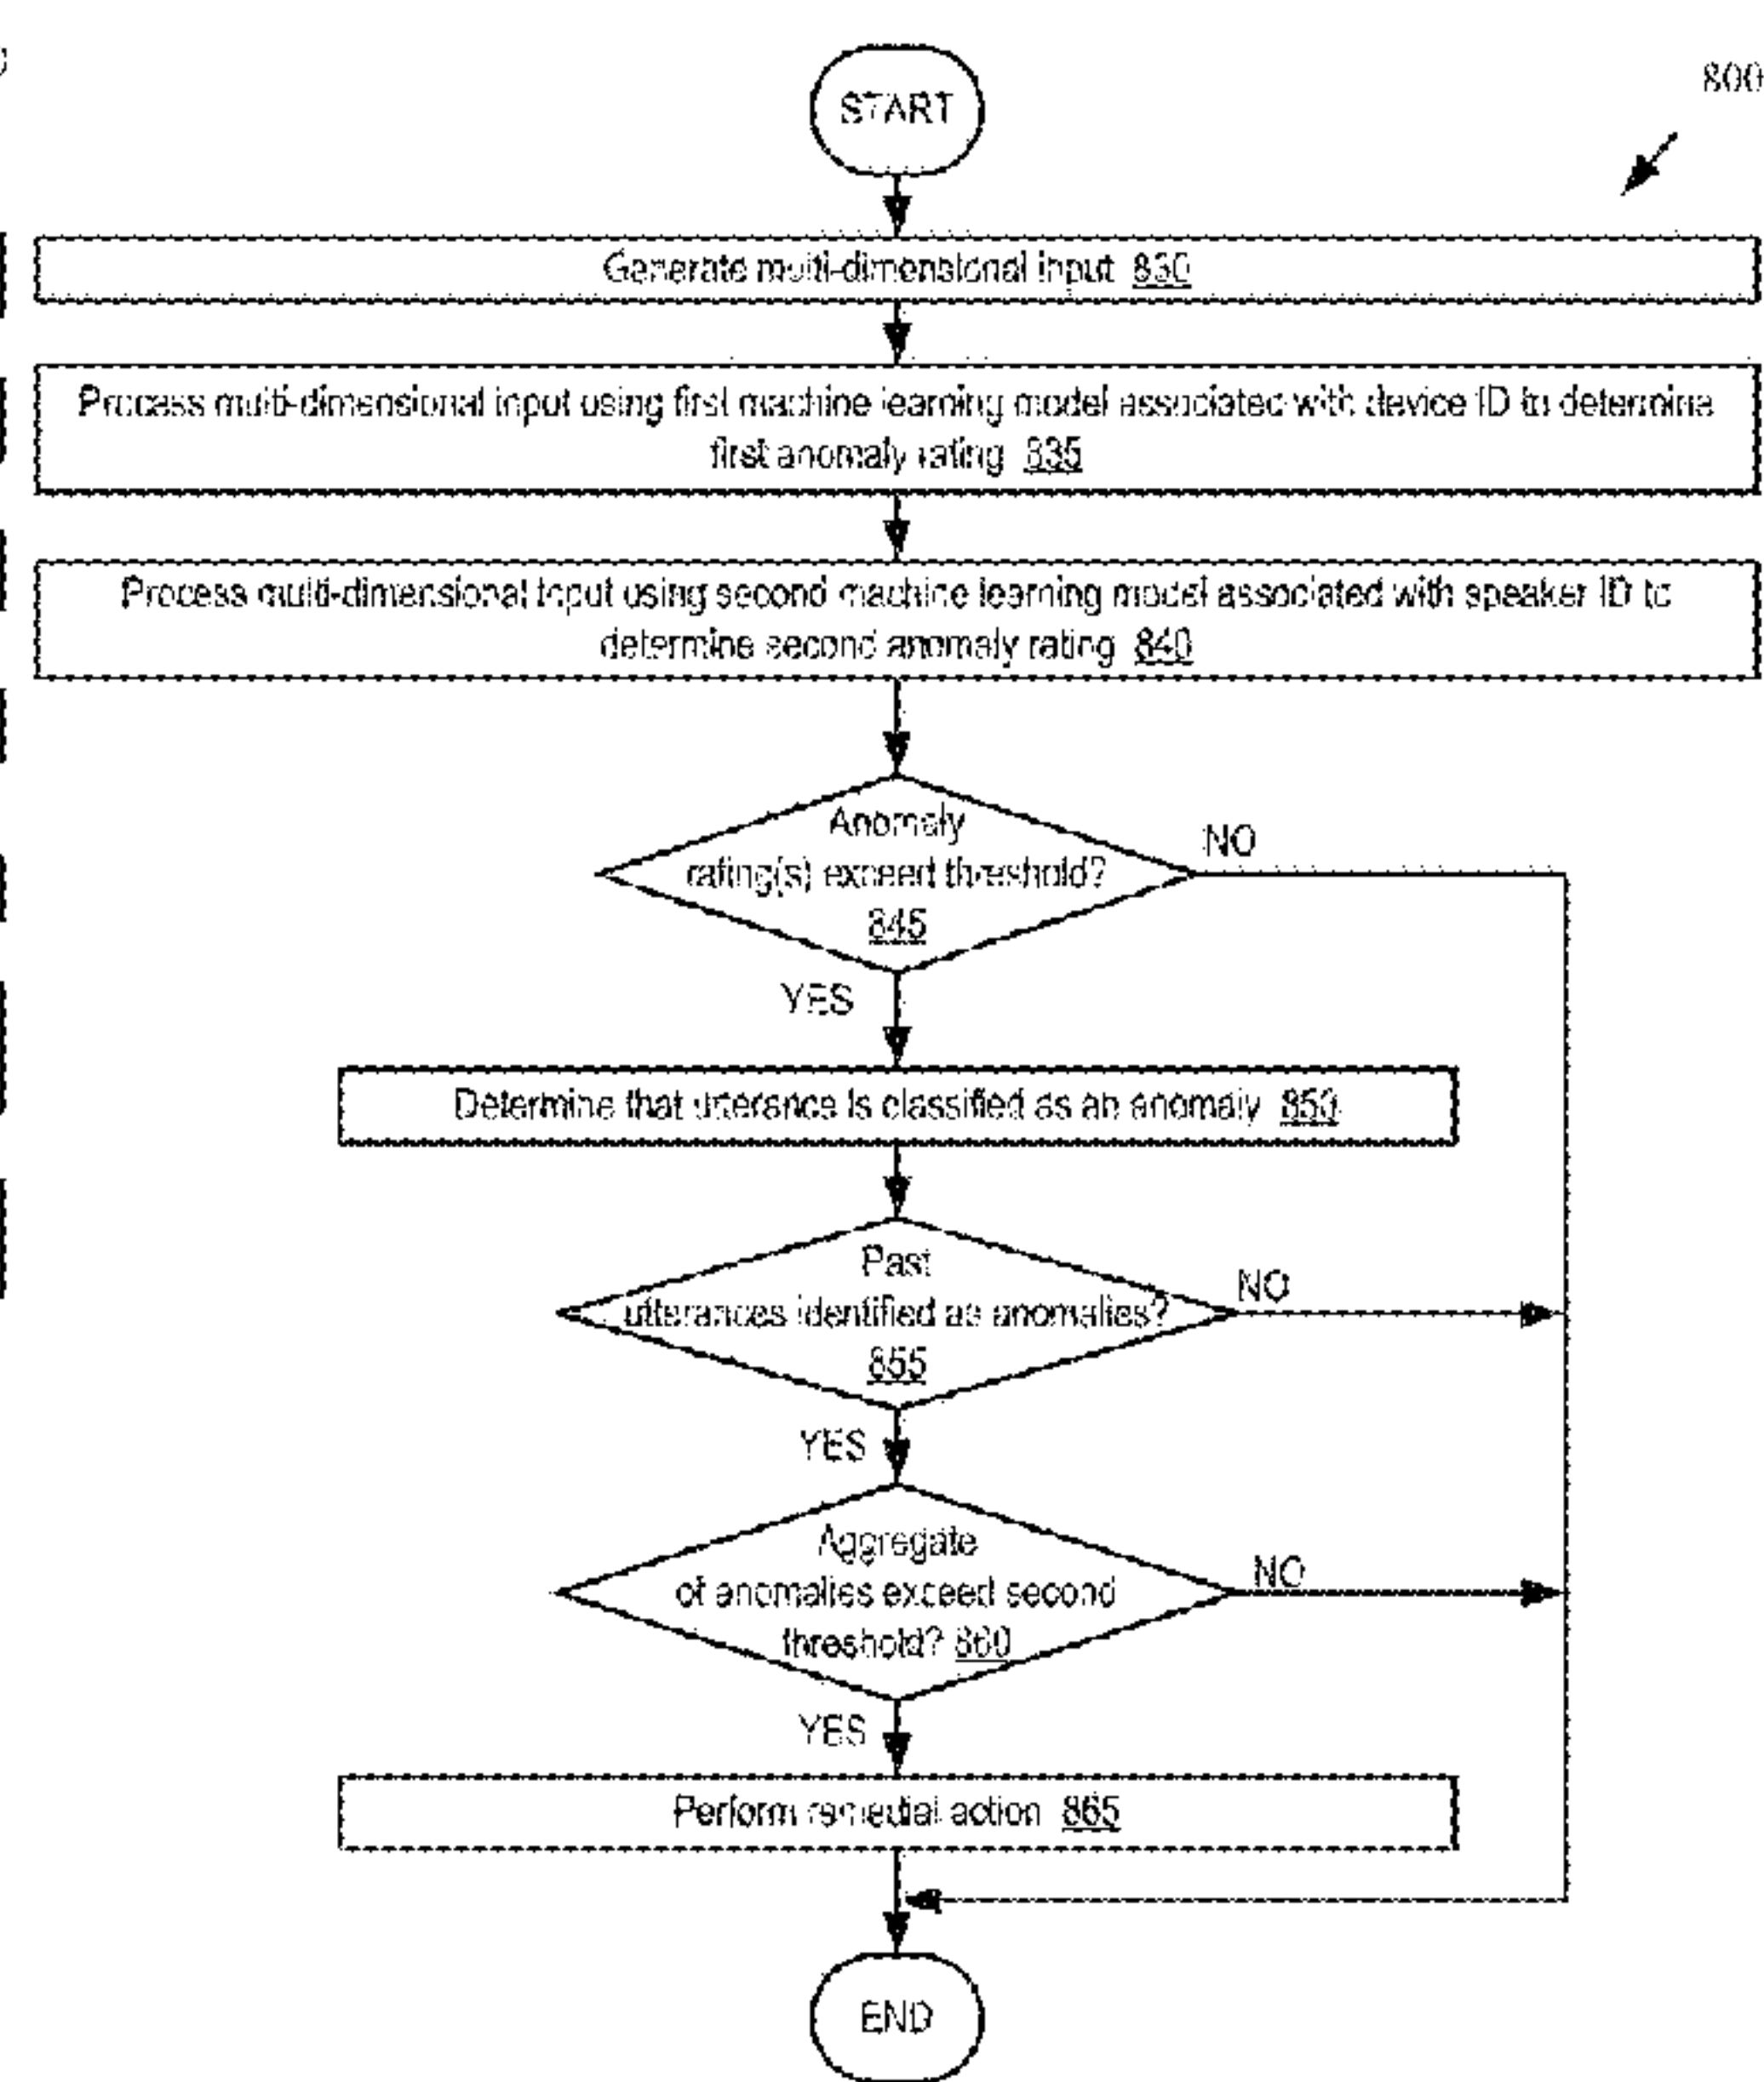 800
START
Generate multi-dimensional input 830
Process multi-dimensional input using first machine learning model associated with device ID to determine
first anomaly rating 835
Process multi-dimensional input using second machine learning model associated with speaker ID to
determine second anomaly rating 840
Anomaly
rating(s) exceed threshold?
845
NO
YES
Determine that utterance is classified as an anomaly 850
Past
utterances identified as anomalies?
855
NO
YES
Aggregate
of anomalies exceed second
threshold? 860
NO
YES
Perform remedial action 865
END